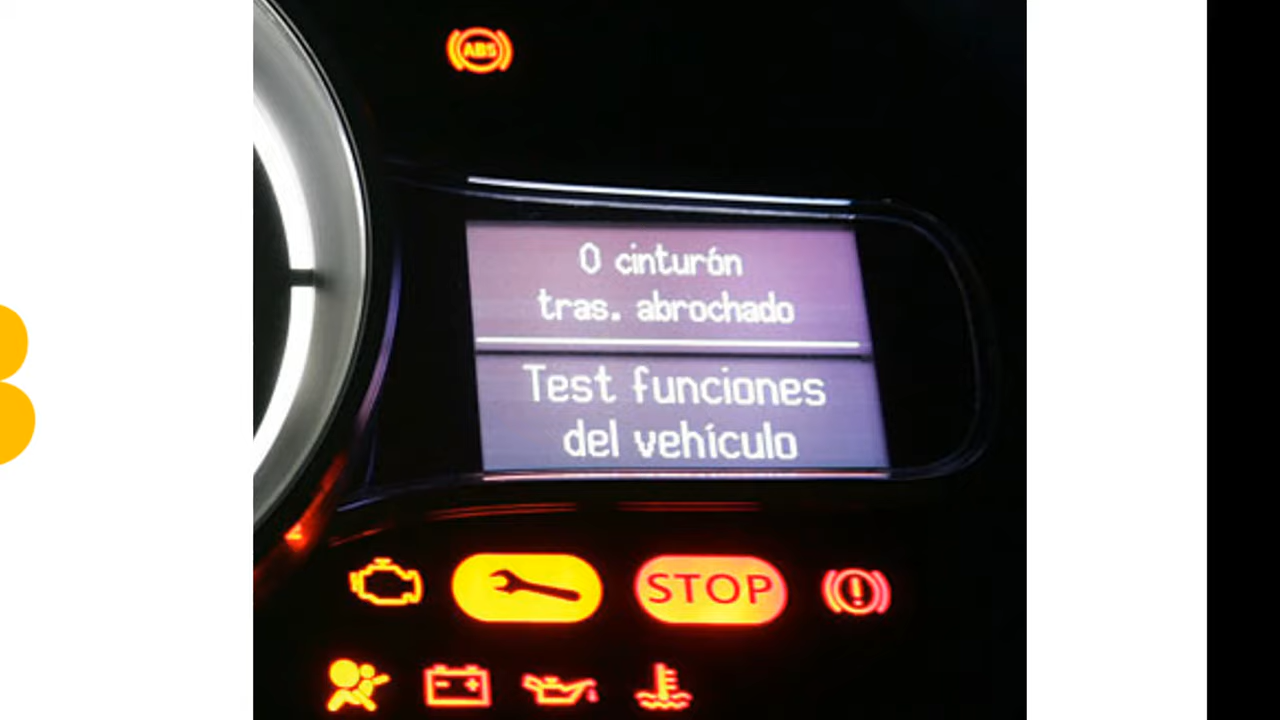 ABS
0 cinturón
tras. abrochado
Test funciones
del vehículo
STOP